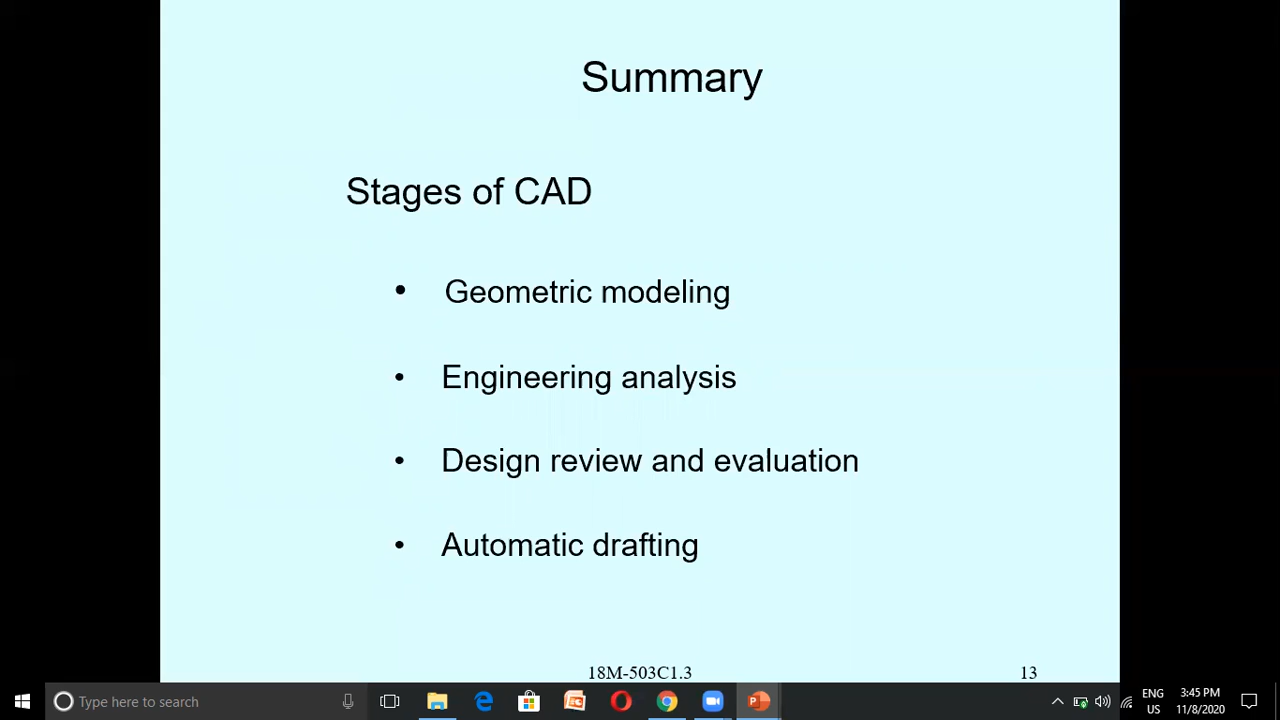 Summary
Stages of CAD
• Geometric modeling
• Engineering analysis
• Design review and evaluation
• Automatic drafting
18M-503C1.3
13
Type here to search
ENG
US
3:45 PM
11/8/2020